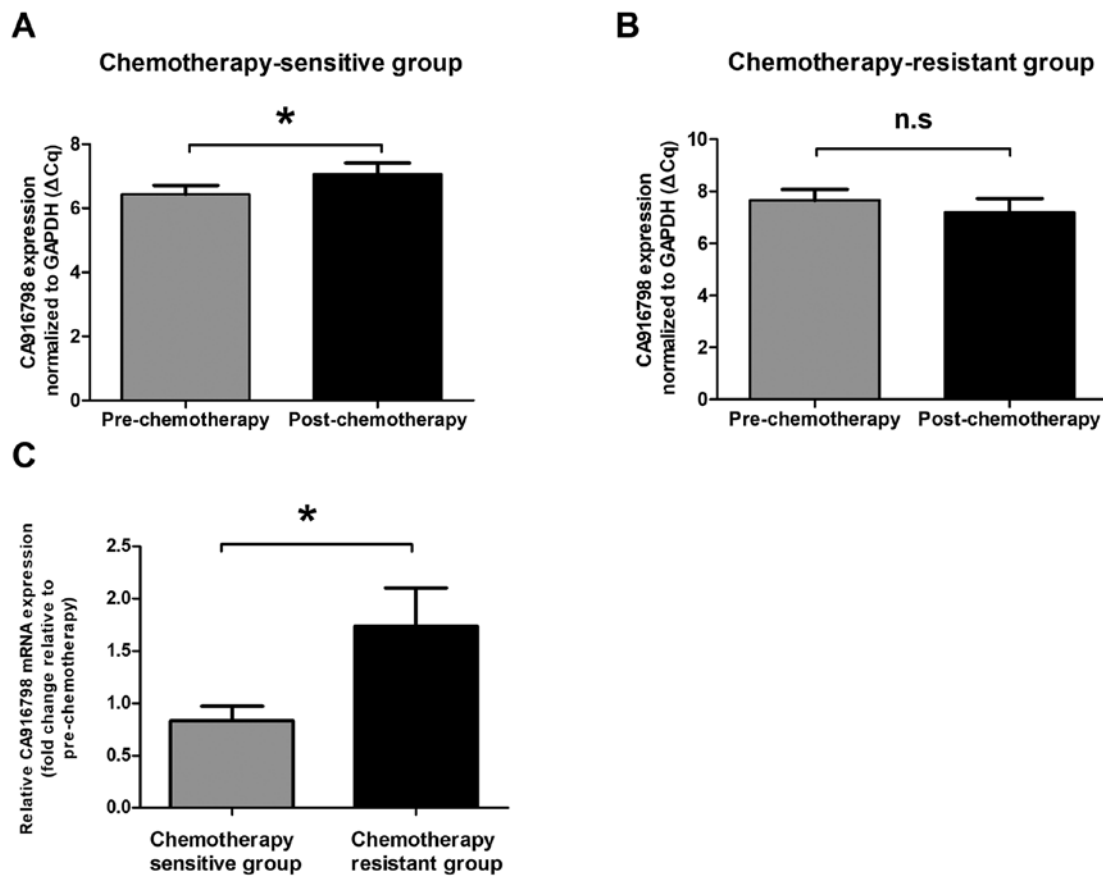 A
Chemotherapy-sensitive group
*
CA916798 expression
normalized to GAPDH (ΔCq)
8
6
4
2
0
Pre-chemotherapy Post-chemotherapy
B
Chemotherapy-resistant group
n.s
CA916798 expression
normalized to GAPDH (ΔCq)
10
8
6
4
2
0
Pre-chemotherapy Post-chemotherapy
C
*
Relative CA916798 mRNA expression
(fold change relative to
pre-chemotherapy)
2.5
2.0
1.5
1.0
0.5
0.0
Chemotherapy
sensitive group
Chemotherapy
resistant group